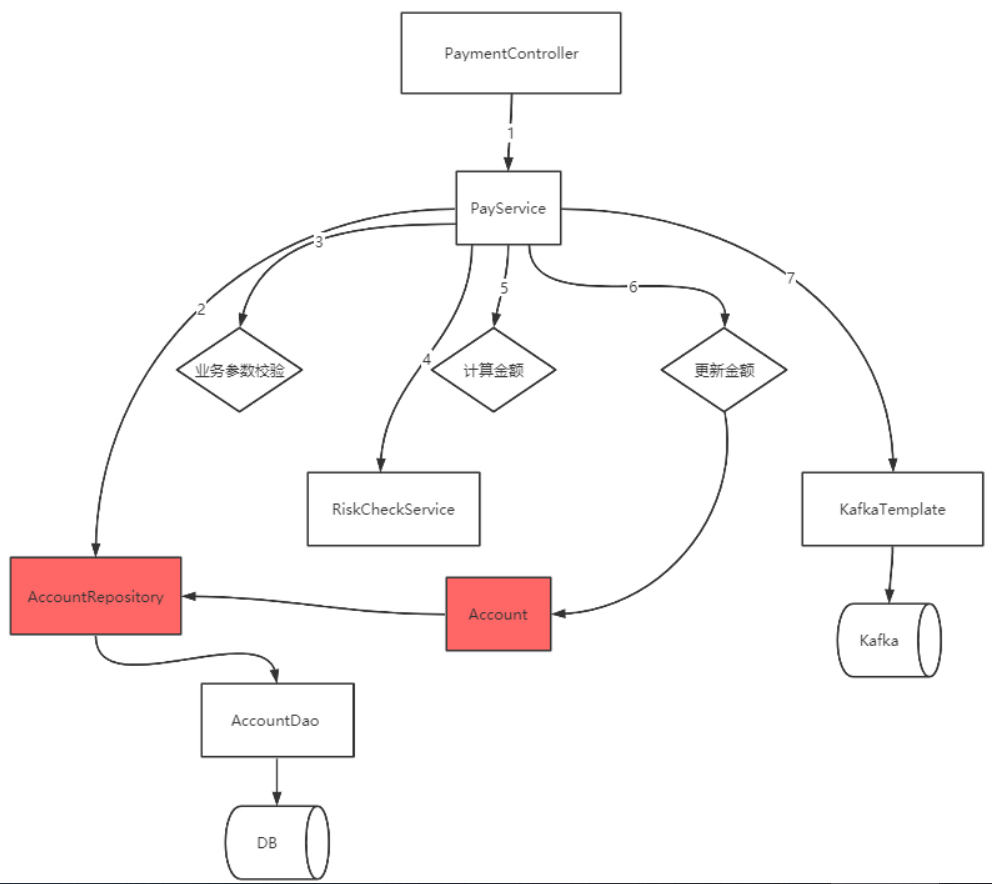 PaymentController
1
PayService
3
2
5
6
7
4
业务参数校验
计算金额
更新金额
RiskCheckService
KafkaTemplate
AccountRepository
Account
Kafka
AccountDao
DB